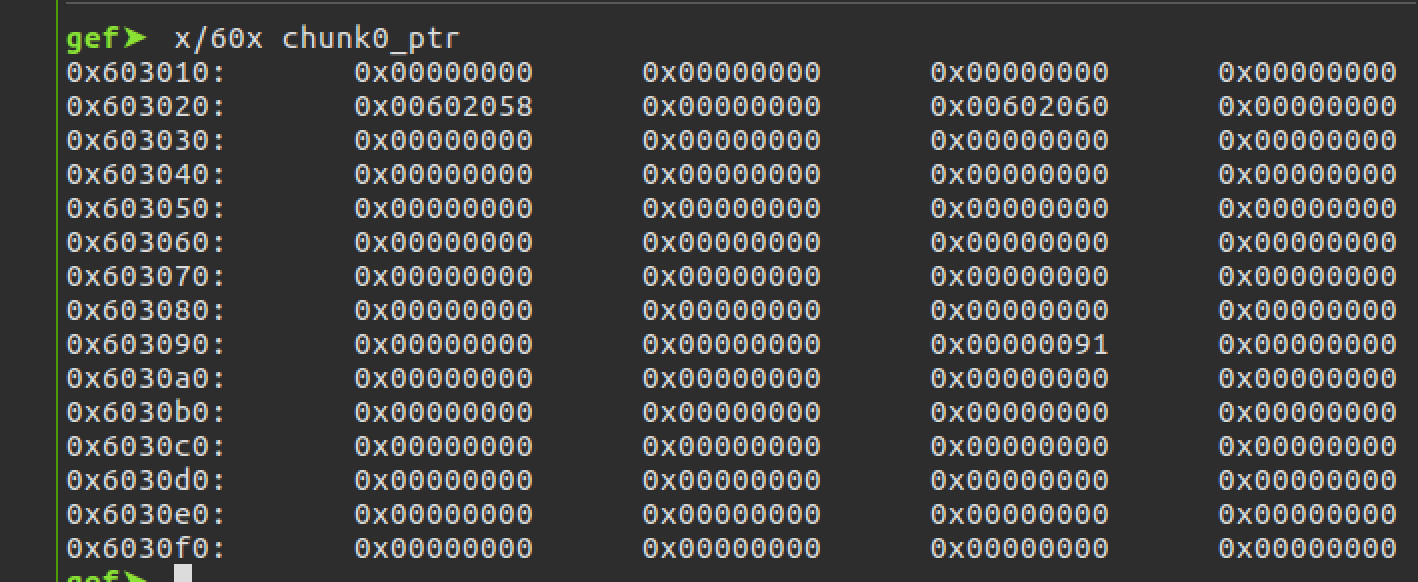 gef➤ x/60x chunk0_ptr
0x603010: 0x00000000 0x00000000 0x00000000 0x00000000
0x603020: 0x00602058 0x00000000 0x00602060 0x00000000
0x603030: 0x00000000 0x00000000 0x00000000 0x00000000
0x603040: 0x00000000 0x00000000 0x00000000 0x00000000
0x603050: 0x00000000 0x00000000 0x00000000 0x00000000
0x603060: 0x00000000 0x00000000 0x00000000 0x00000000
0x603070: 0x00000000 0x00000000 0x00000000 0x00000000
0x603080: 0x00000000 0x00000000 0x00000000 0x00000000
0x603090: 0x00000000 0x00000000 0x00000091 0x00000000
0x6030a0: 0x00000000 0x00000000 0x00000000 0x00000000
0x6030b0: 0x00000000 0x00000000 0x00000000 0x00000000
0x6030c0: 0x00000000 0x00000000 0x00000000 0x00000000
0x6030d0: 0x00000000 0x00000000 0x00000000 0x00000000
0x6030e0: 0x00000000 0x00000000 0x00000000 0x00000000
0x6030f0: 0x00000000 0x00000000 0x00000000 0x00000000
gef➤